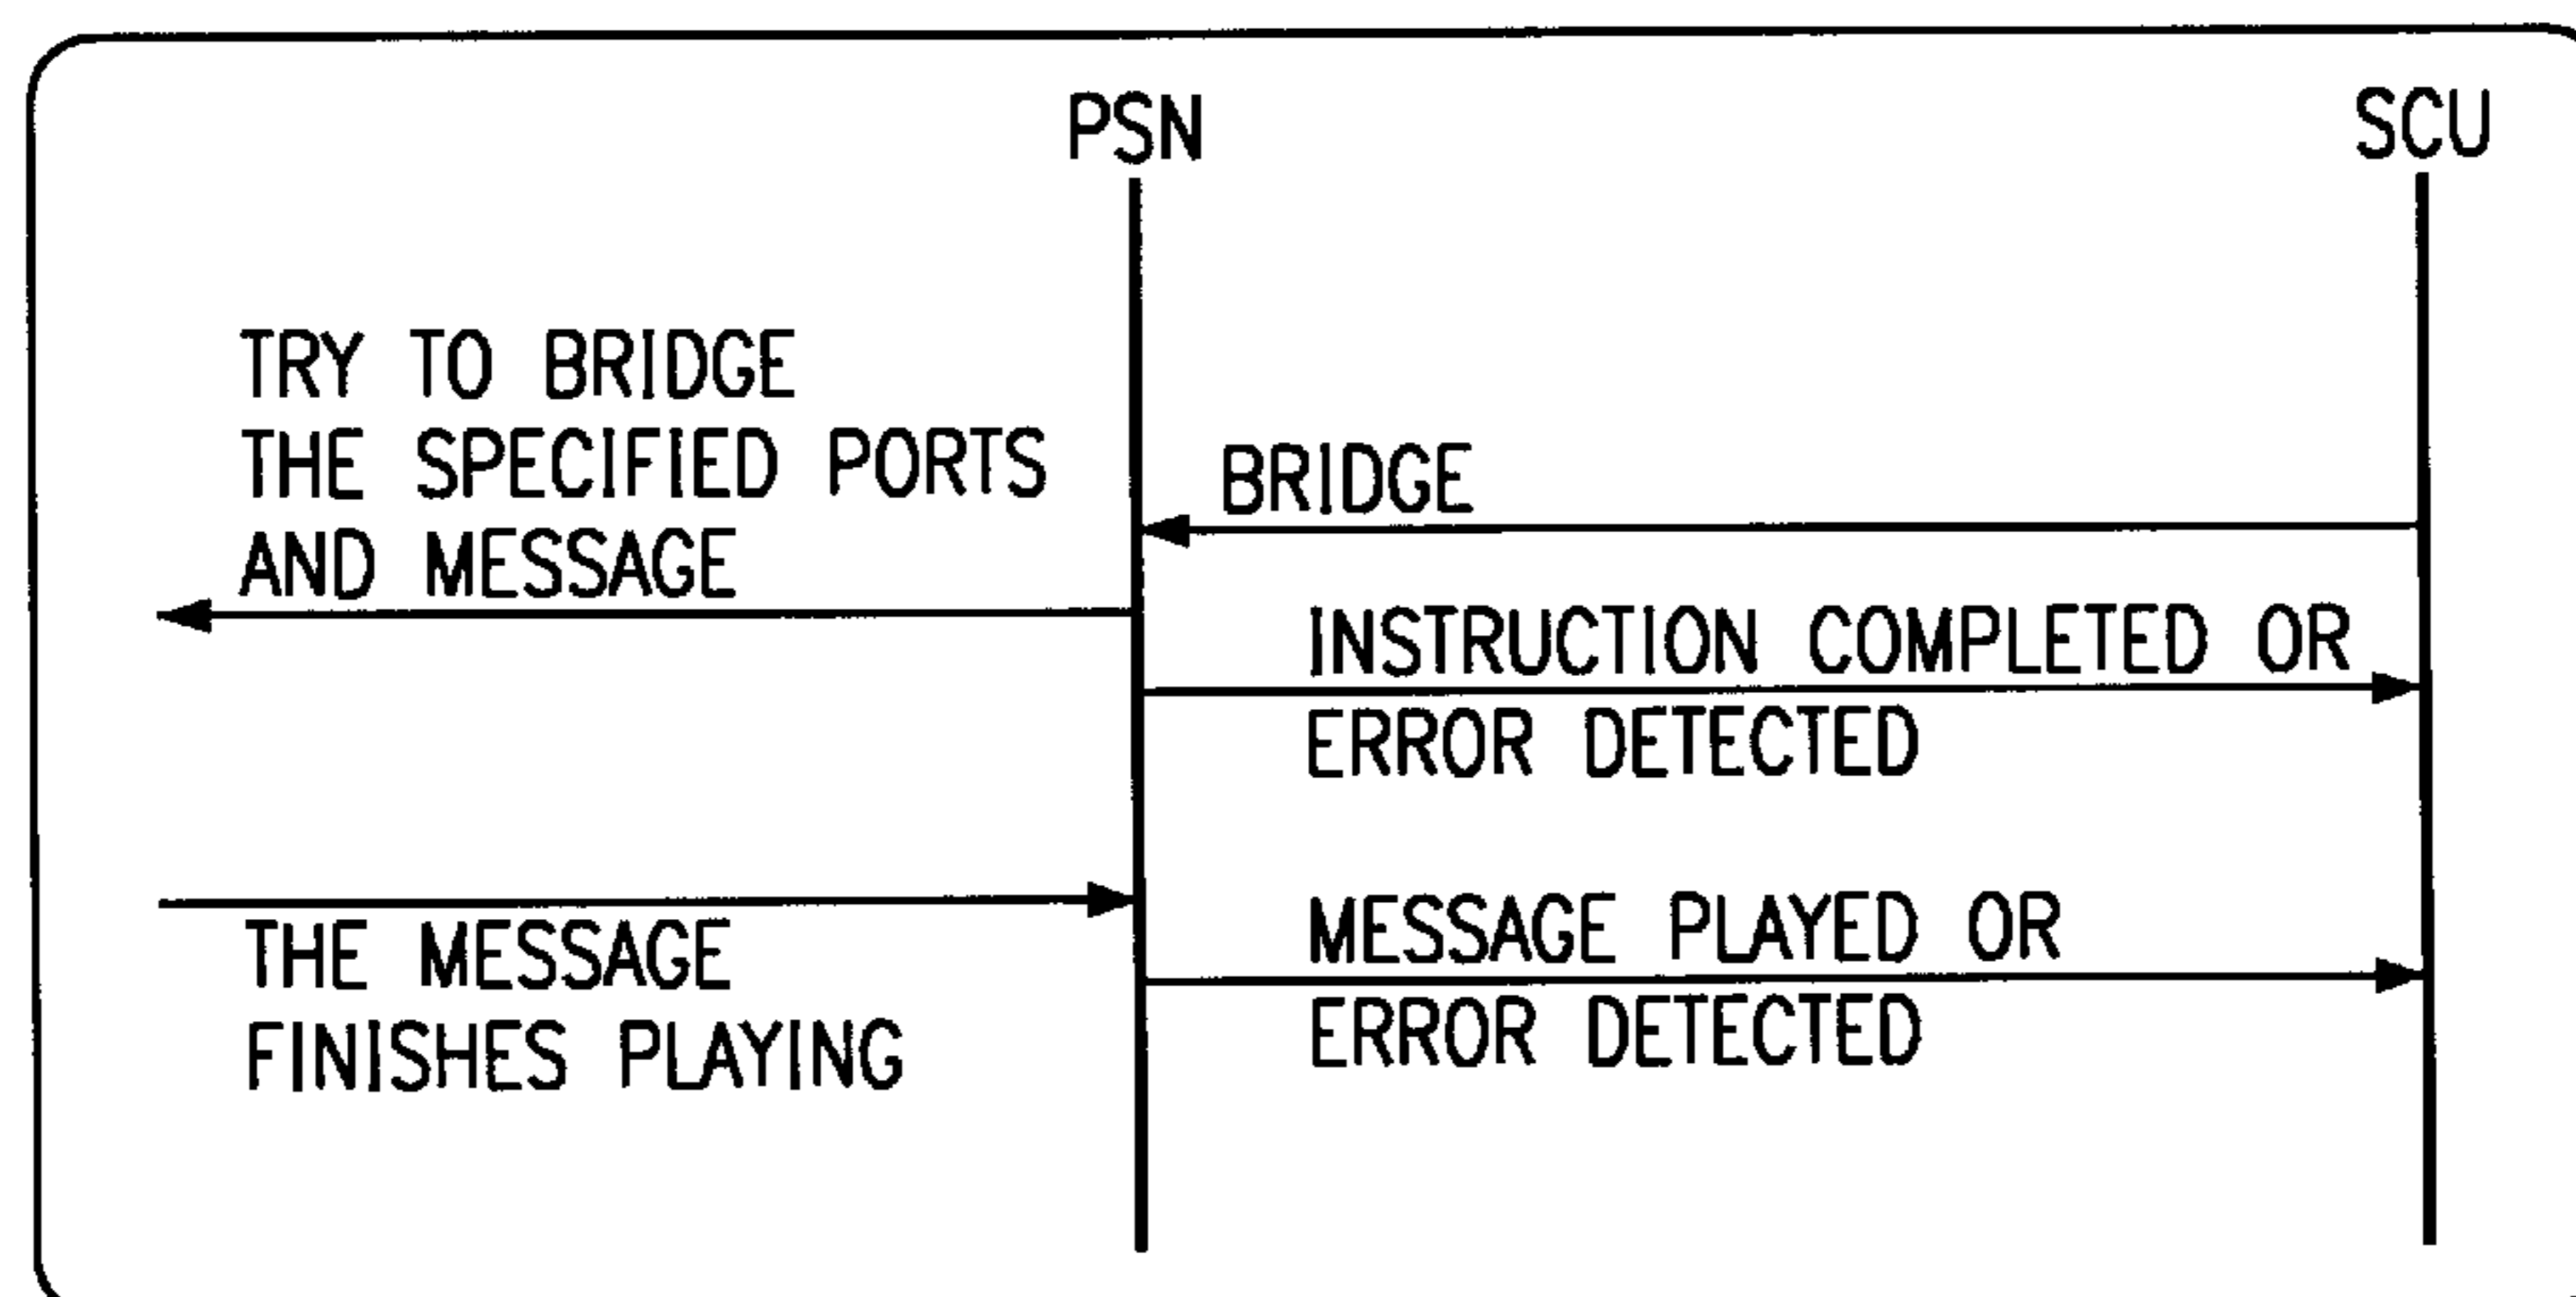 PSN
SCU
TRY TO BRIDGE
THE SPECIFIED PORTS
AND MESSAGE
BRIDGE
INSTRUCTION COMPLETED OR
ERROR DETECTED
THE MESSAGE
FINISHES PLAYING
MESSAGE PLAYED OR
ERROR DETECTED